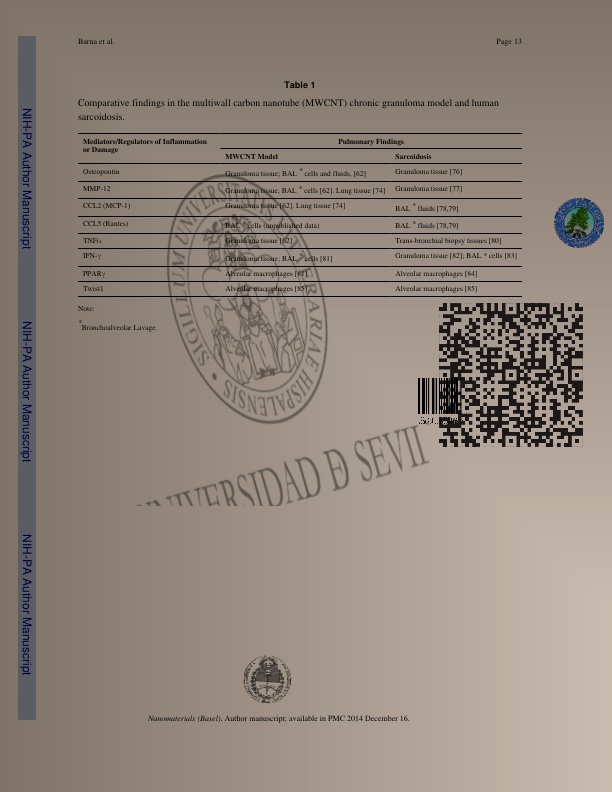 Barna et al.
Page 13
NIH-PA Author Manuscript
NIH-PA Author Manuscript
NIH-PA Author Manuscript
Table 1
Comparative findings in the multiwall carbon nanotube (MWCNT) chronic granuloma model and human
sarcoidosis.
Mediators/Regulators of Inflammation
or Damage
Pulmonary Findings
MWCNT Model
Sarcoidosis
Osteopontin
Granuloma tissue; BAL * cells and fluids, [62]
Granuloma tissue [76]
MMP-12
Granuloma tissue, BAL * cells [62]. Lung tissue [74]
Granuloma tissue [77]
CCL2 (MCP-1)
Granuloma tissue [62]. Lung tissue [74]
BAL * fluids [78,79]
CCL5 (Rantes)
BAL * cells (unpublished data)
BAL * fluids [78,79]
TNFα
Granuloma tissue [62]
Trans-bronchial biopsy tissues [80]
IFN-γ
Granuloma tissue; BAL * cells [81]
Granuloma tissue [82]; BAL * cells [83]
PPARγ
Alveolar macrophages [81]
Alveolar macrophages [84]
Twist1
Alveolar macrophages [85]
Alveolar macrophages [85]
Note:
*
Bronchoalveolar Lavage.
SIGILLUM UNIVERSITATIS LITERARIAE HISPALENSIS
UNIVERSIDAD Đ SEVII
Nanomaterials (Basel). Author manuscript; available in PMC 2014 December 16.